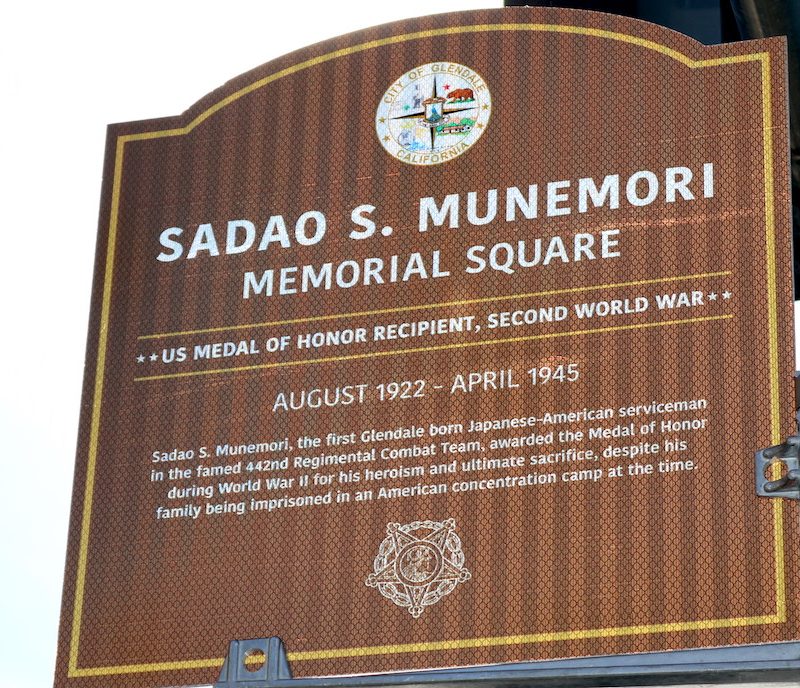 CITY OF GLENDALE
CALIFORNIA
SADAO S. MUNEMORI
MEMORIAL SQUARE
★★US MEDAL OF HONOR RECIPIENT, SECOND WORLD WAR★★
AUGUST 1922 - APRIL 1945
Sadao S. Munemori, the first Glendale born Japanese-American serviceman
in the famed 442nd Regimental Combat Team, awarded the Medal of Honor
during World War II for his heroism and ultimate sacrifice, despite his
family being imprisoned in an American concentration camp at the time.